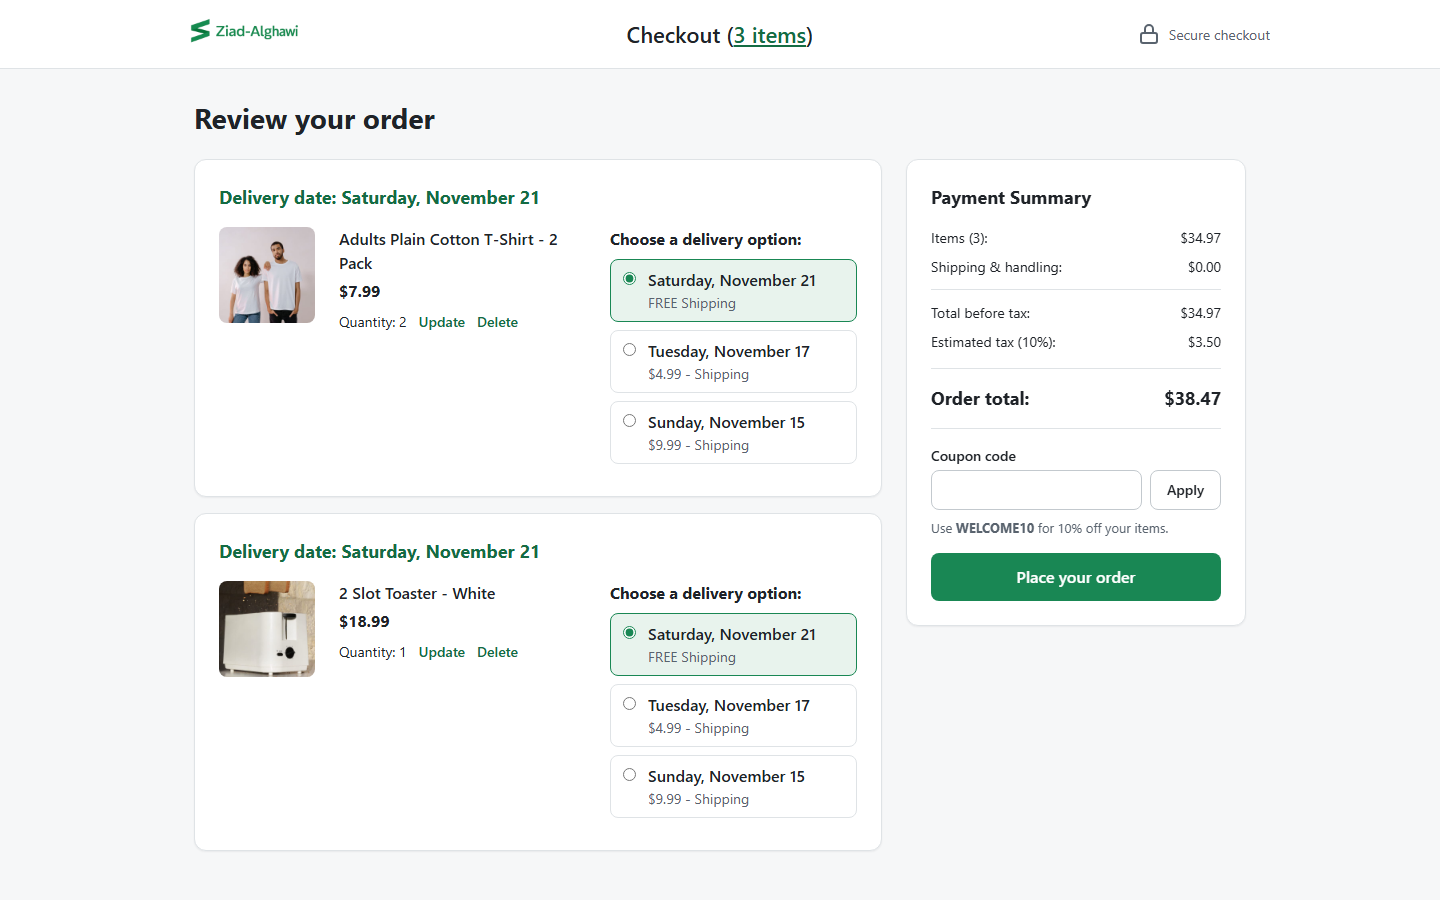 Ziad-Alghawi
Checkout (3 items)
Secure checkout
Review your order
Delivery date: Saturday, November 21
Adults Plain Cotton T-Shirt - 2
Pack
$7.99
Quantity: 2 Update Delete
Choose a delivery option:
Saturday, November 21
FREE Shipping
Tuesday, November 17
$4.99 - Shipping
Sunday, November 15
$9.99 - Shipping
Delivery date: Saturday, November 21
2 Slot Toaster - White
$18.99
Quantity: 1 Update Delete
Choose a delivery option:
Saturday, November 21
FREE Shipping
Tuesday, November 17
$4.99 - Shipping
Sunday, November 15
$9.99 - Shipping
Payment Summary
Items (3): $34.97
Shipping & handling: $0.00
Total before tax: $34.97
Estimated tax (10%): $3.50
Order total: $38.47
Coupon code
Apply
Use WELCOME10 for 10% off your items.
Place your order